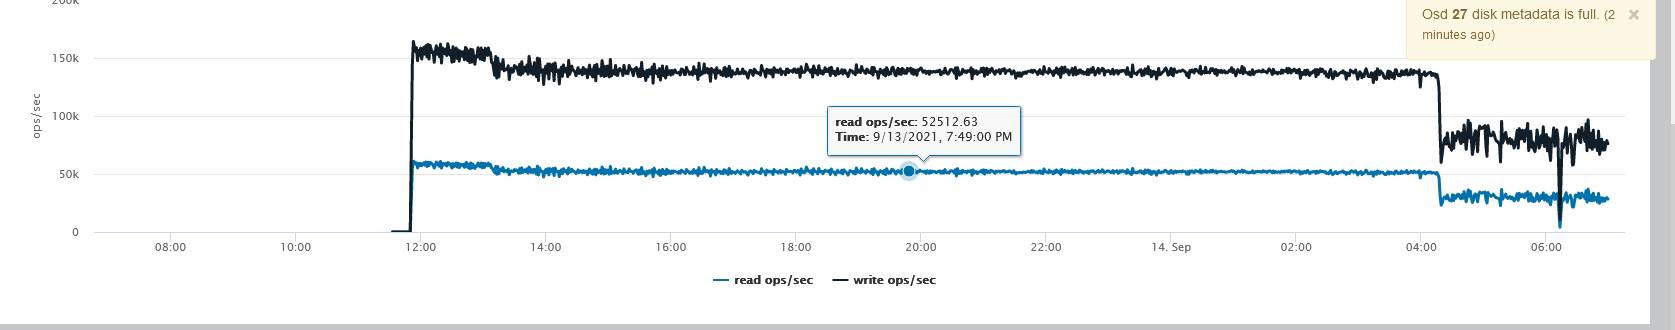 200k
Osd 27 disk metadata is full. (2
minutes ago)
×
150k
100k
50k
0
ops/sec
read ops/sec: 52512.63
Time: 9/13/2021, 7:49:00 PM
08:00 10:00 12:00 14:00 16:00 18:00 20:00 22:00 14. Sep 02:00 04:00 06:00
read ops/sec write ops/sec